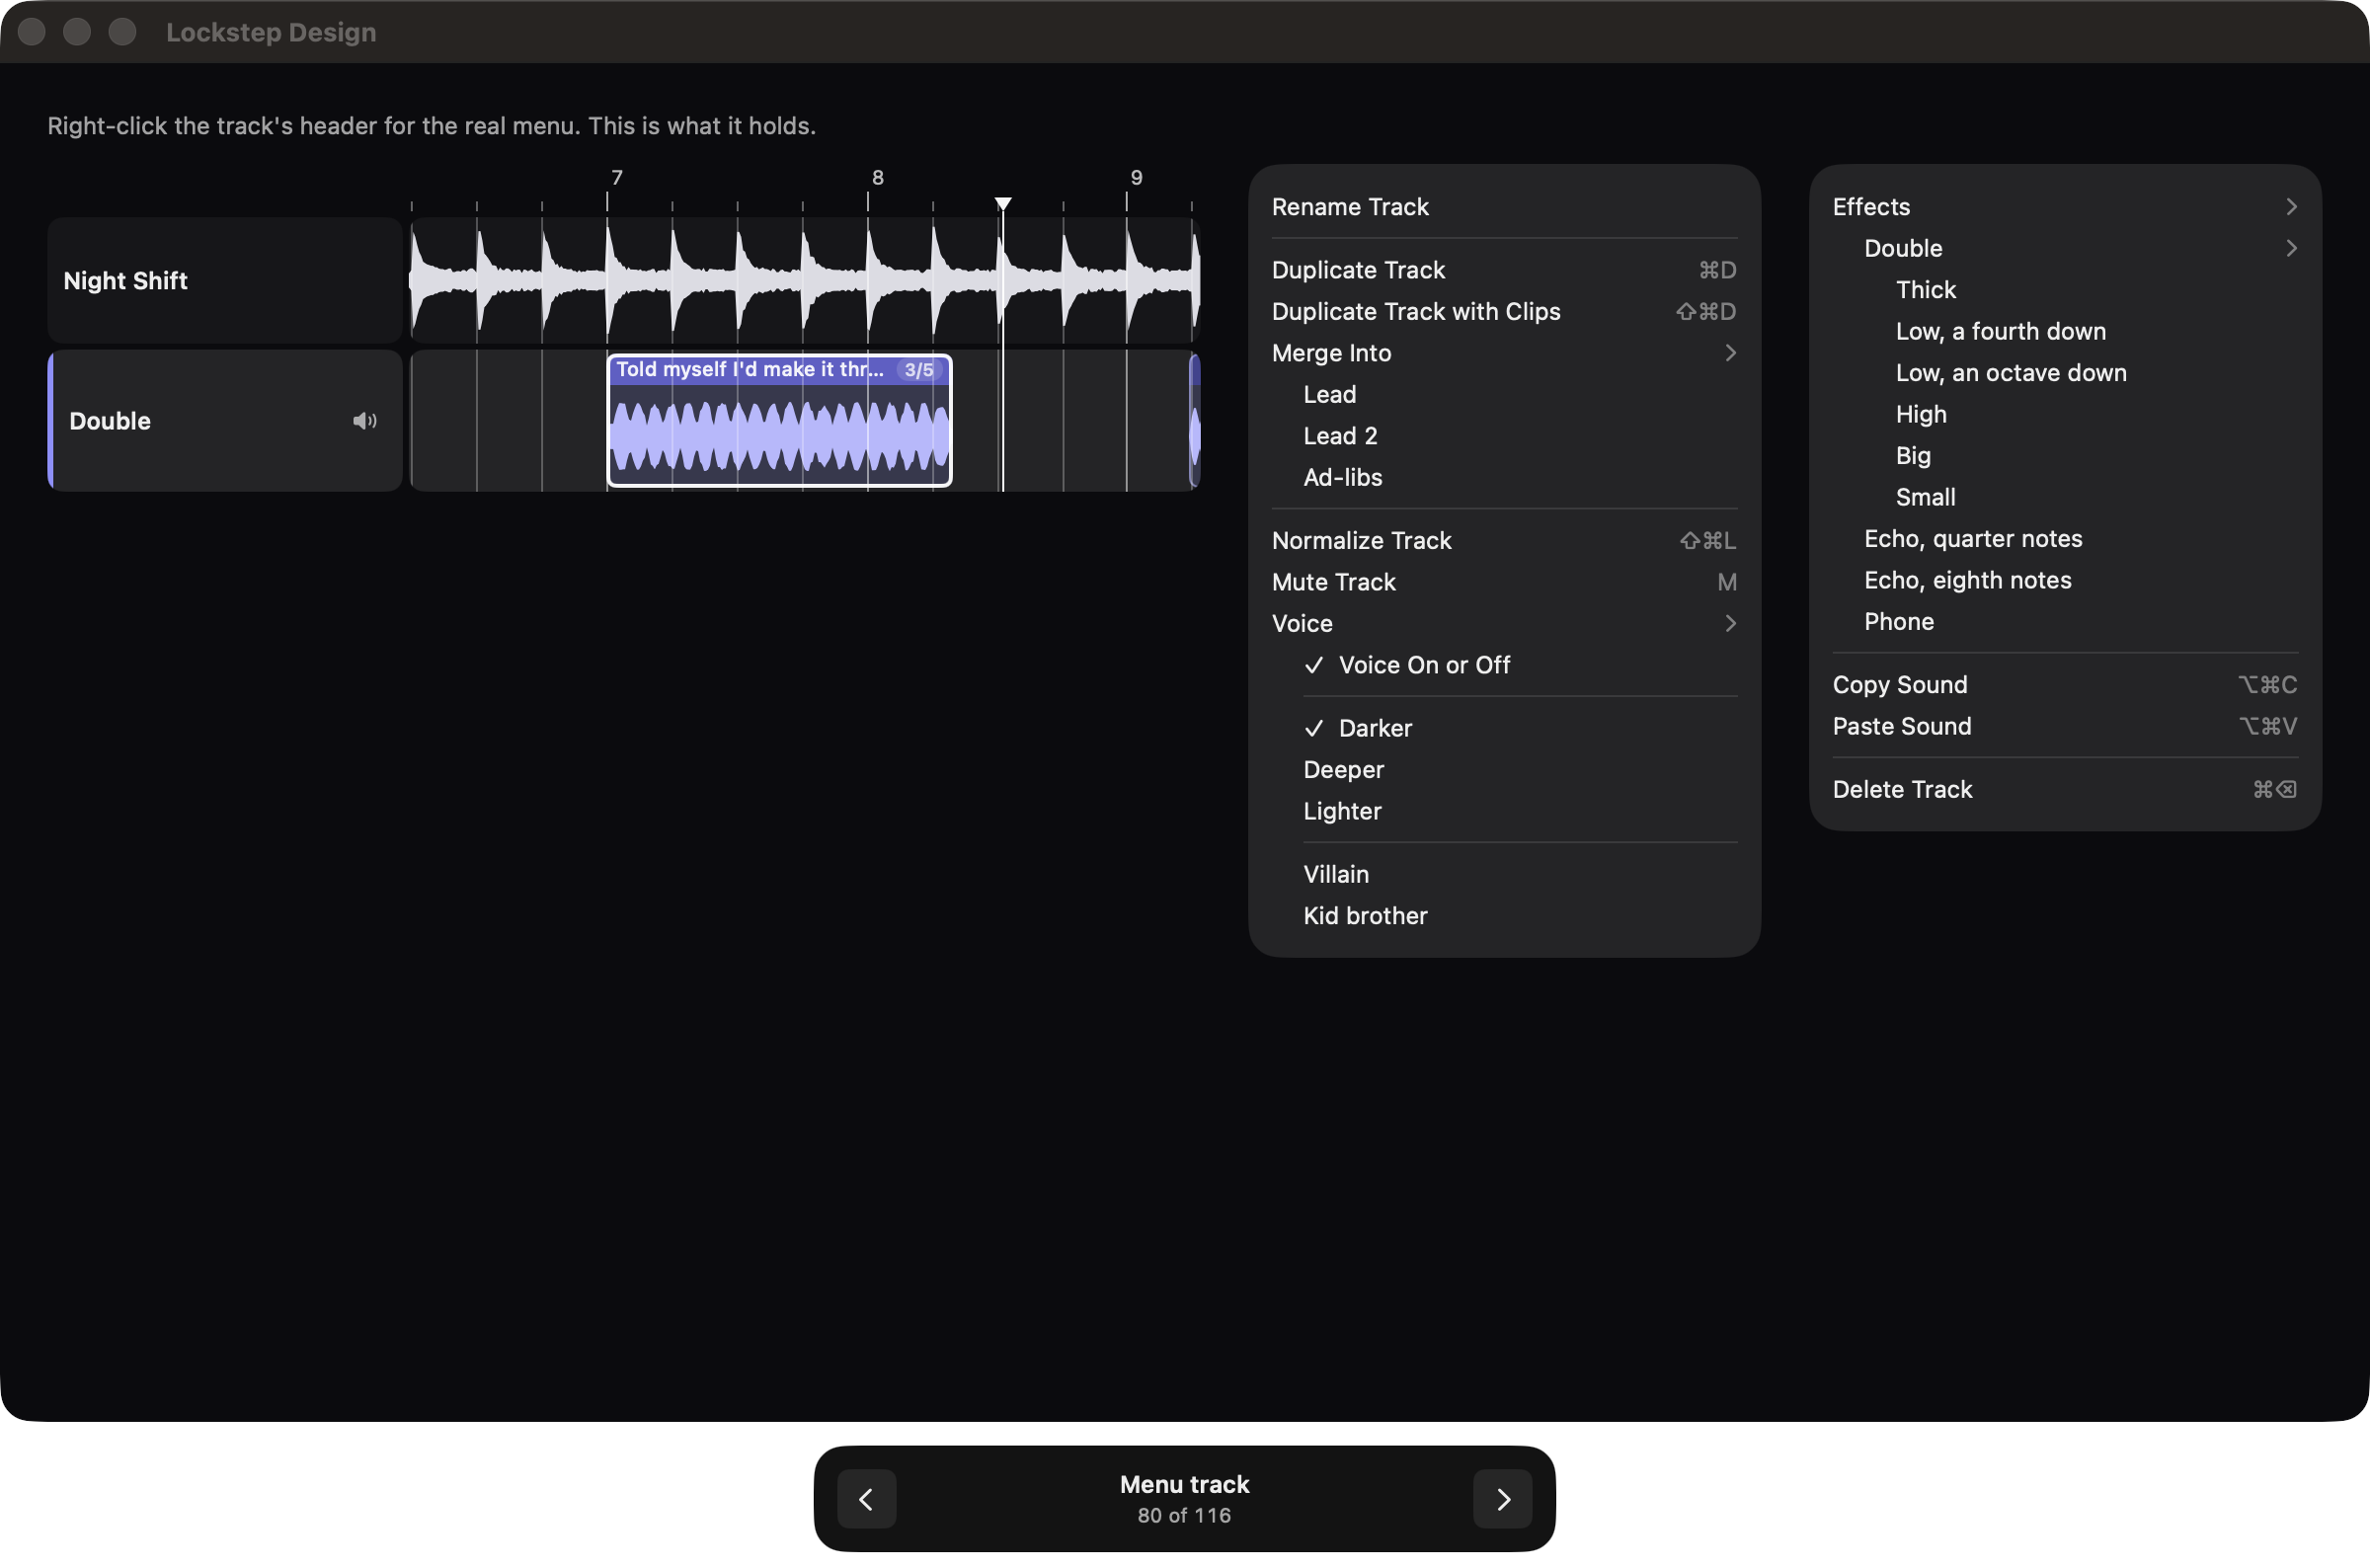 Lockstep Design
Right-click the track's header for the real menu. This is what it holds.
7 8 9
Night Shift
Told myself I'd make it thr... 3/5
Double
Rename Track
Duplicate Track ⌘D
Duplicate Track with Clips ⇧⌘D
Merge Into
Lead
Lead 2
Ad-libs
Normalize Track ⇧⌘L
Mute Track M
Voice
✓ Voice On or Off
✓ Darker
Deeper
Lighter
Villain
Kid brother
Effects
Double
Thick
Low, a fourth down
Low, an octave down
High
Big
Small
Echo, quarter notes
Echo, eighth notes
Phone
Copy Sound ⌥⌘C
Paste Sound ⌥⌘V
Delete Track ⌘⌫
Menu track
80 of 116